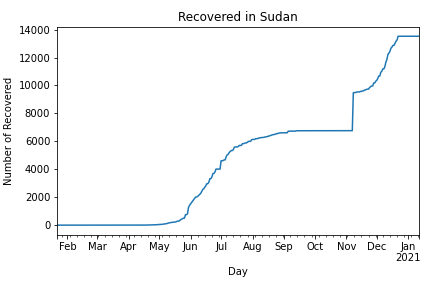 Recovered in Sudan
Number of Recovered
14000
12000
10000
8000
6000
4000
2000
0
Feb Mar Apr May Jun Jul Aug Sep Oct Nov Dec Jan
2021
Day